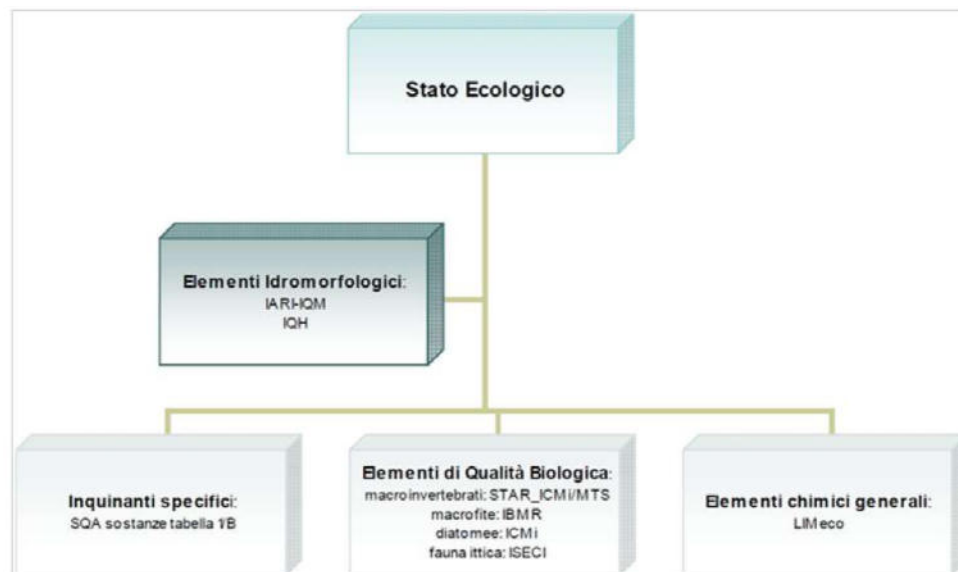 Stato Ecologico
Elementi Idromorfologici:
IARI-IQM
IQH
Inquinanti specifici:
SQA sostanze tabella 1/B
Elementi di Qualità Biologica:
macroinvertebrati: STAR_ICMi/MTS
macrofite: IBMR
diatomee: ICMi
fauna ittica: ISECI
Elementi chimici generali:
LIMeco